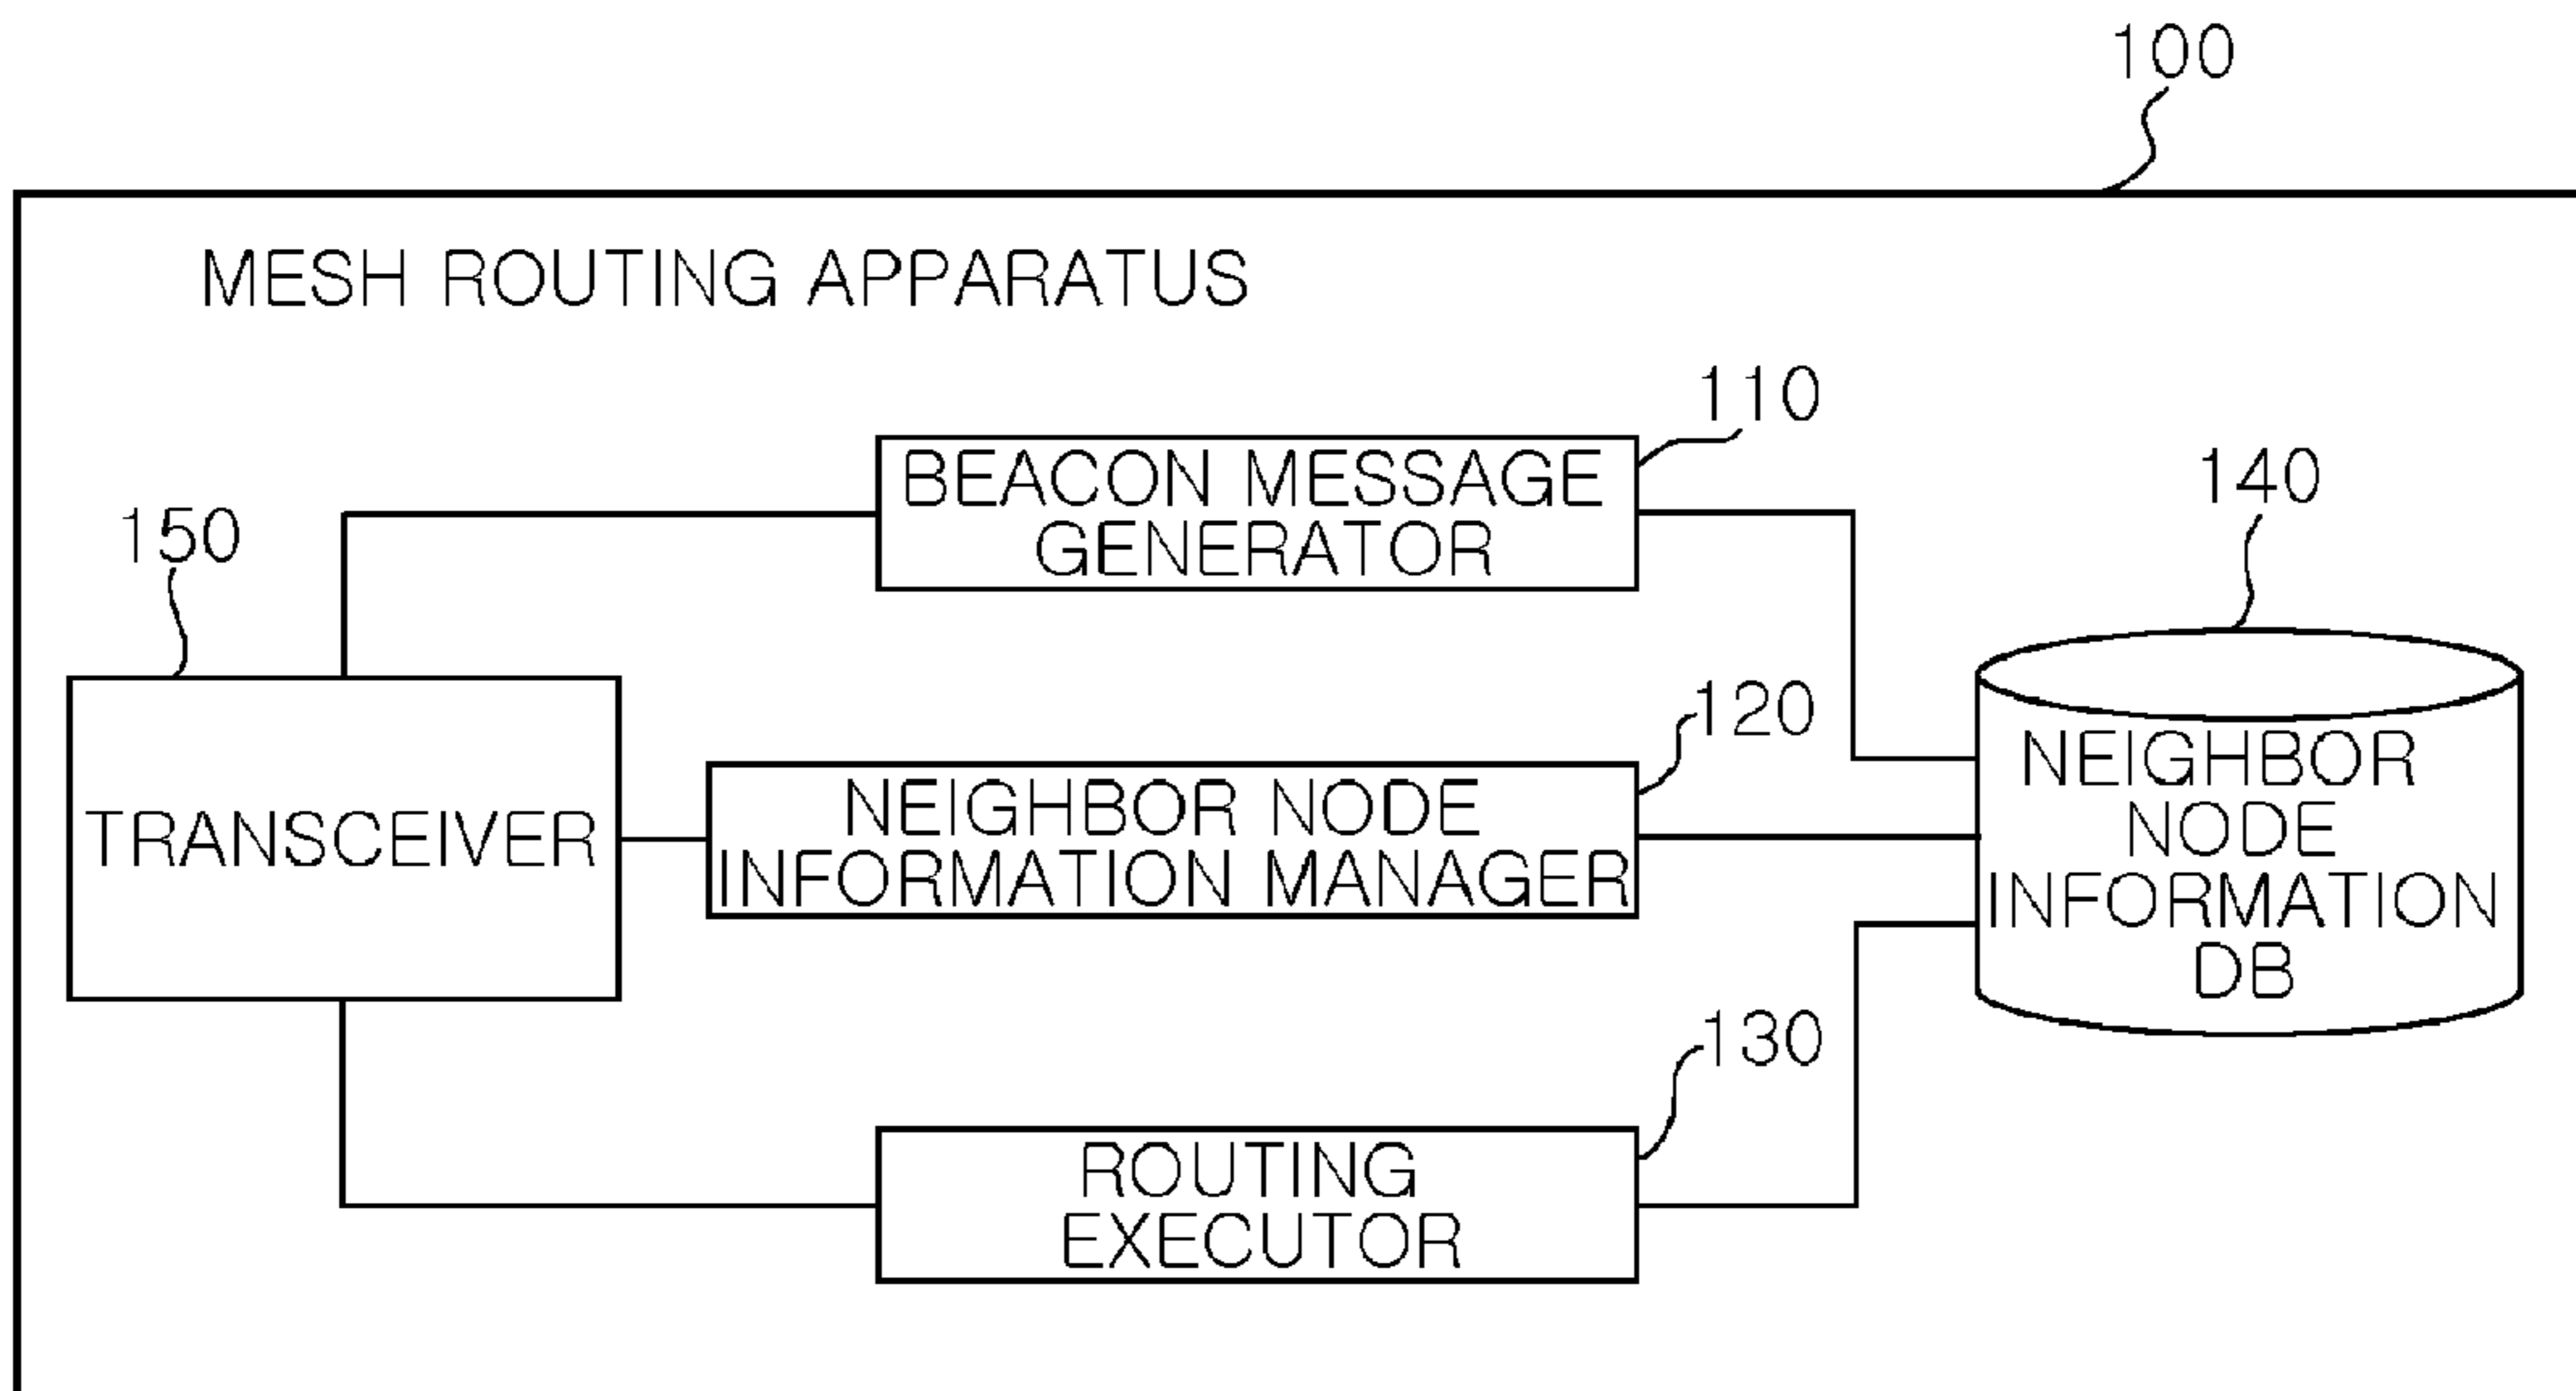 100
MESH ROUTING APPARATUS
110
BEACON MESSAGE
GENERATOR
140
150
TRANSCEIVER
120
NEIGHBOR NODE
INFORMATION MANAGER
NEIGHBOR
NODE
INFORMATION
DB
130
ROUTING
EXECUTOR